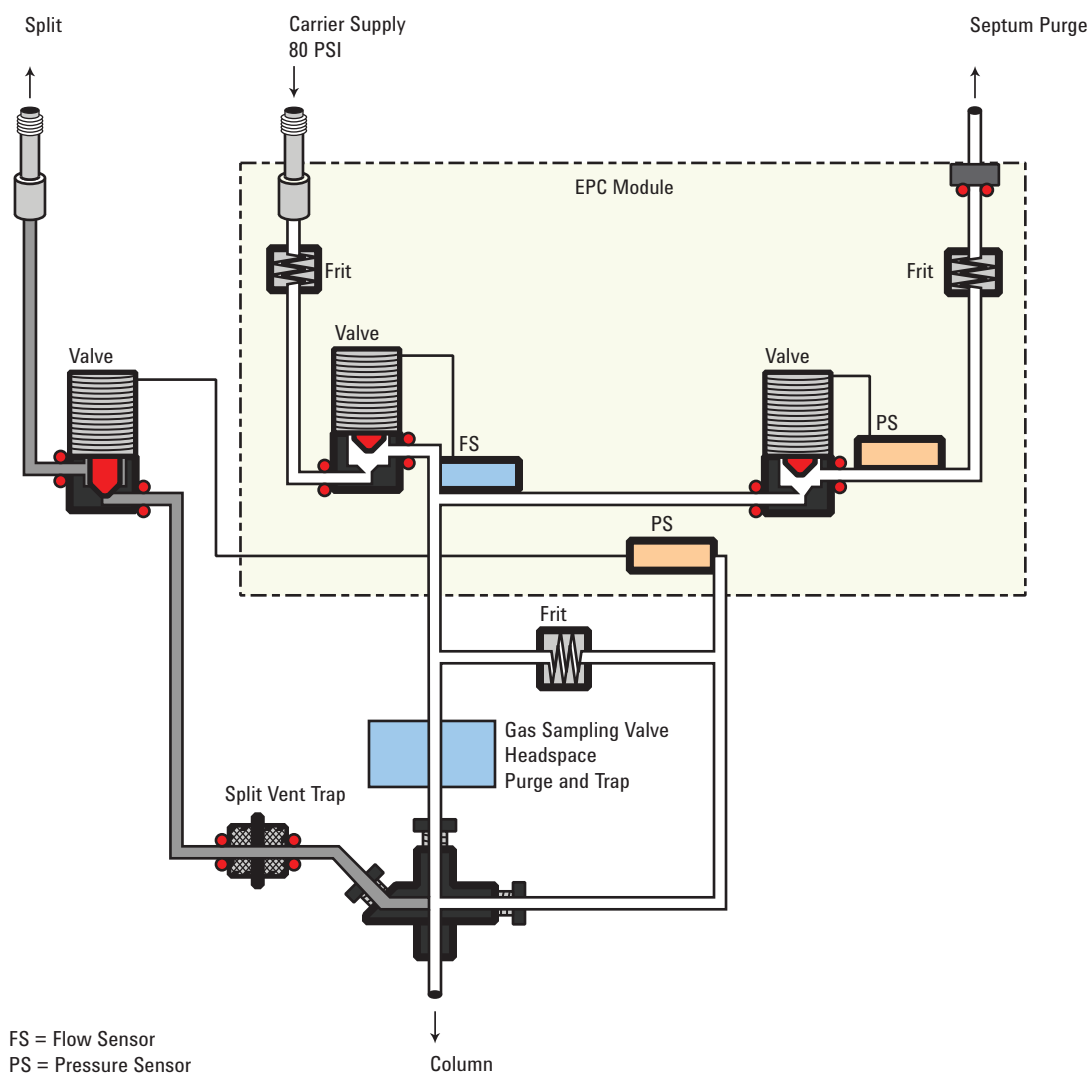 Split
Carrier Supply
80 PSI
Septum Purge
EPC Module
Frit
Frit
Valve
Valve
Valve
FS
PS
PS
Frit
Gas Sampling Valve
Headspace
Purge and Trap
Split Vent Trap
FS = Flow Sensor
PS = Pressure Sensor
Column